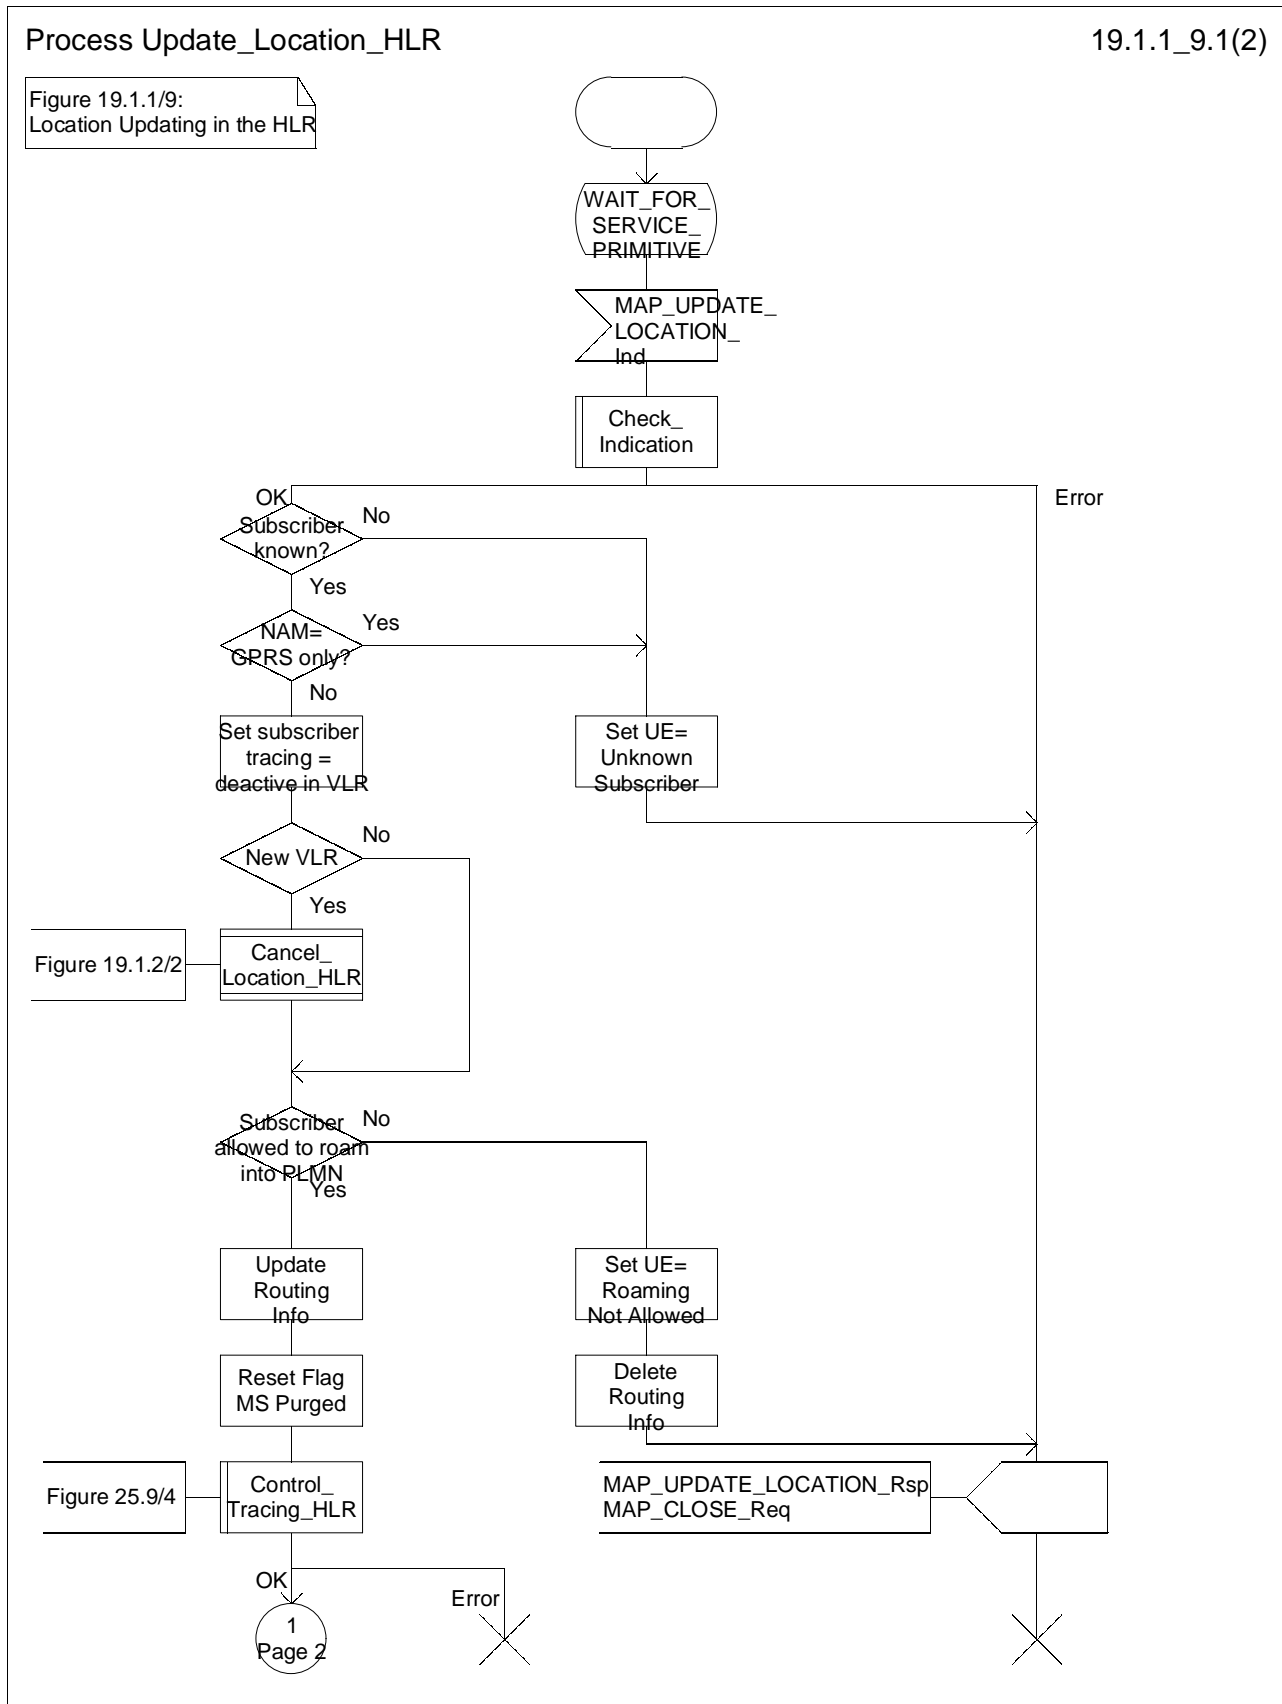 Process Update_Location_HLR
19.1.1_9.1(2)
Figure 19.1.1/9:
Location Updating in the HLR
WAIT_FOR_
SERVICE_
PRIMITIVE
MAP_UPDATE_
LOCATION_
Ind
Check_
Indication
OK
Error
Subscriber
known?
No
Yes
NAM=
GPRS only?
Yes
No
Set subscriber
tracing =
deactive in VLR
Set UE=
Unknown
Subscriber
New VLR
No
Yes
Figure 19.1.2/2
Cancel_
Location_HLR
Subscriber
allowed to roam
into PLMN
No
Yes
Update
Routing
Info
Set UE=
Roaming
Not Allowed
Reset Flag
MS Purged
Delete
Routing
Info
Figure 25.9/4
Control_
Tracing_HLR
MAP_UPDATE_LOCATION_Rsp
MAP_CLOSE_Req
OK
Error
1
Page 2